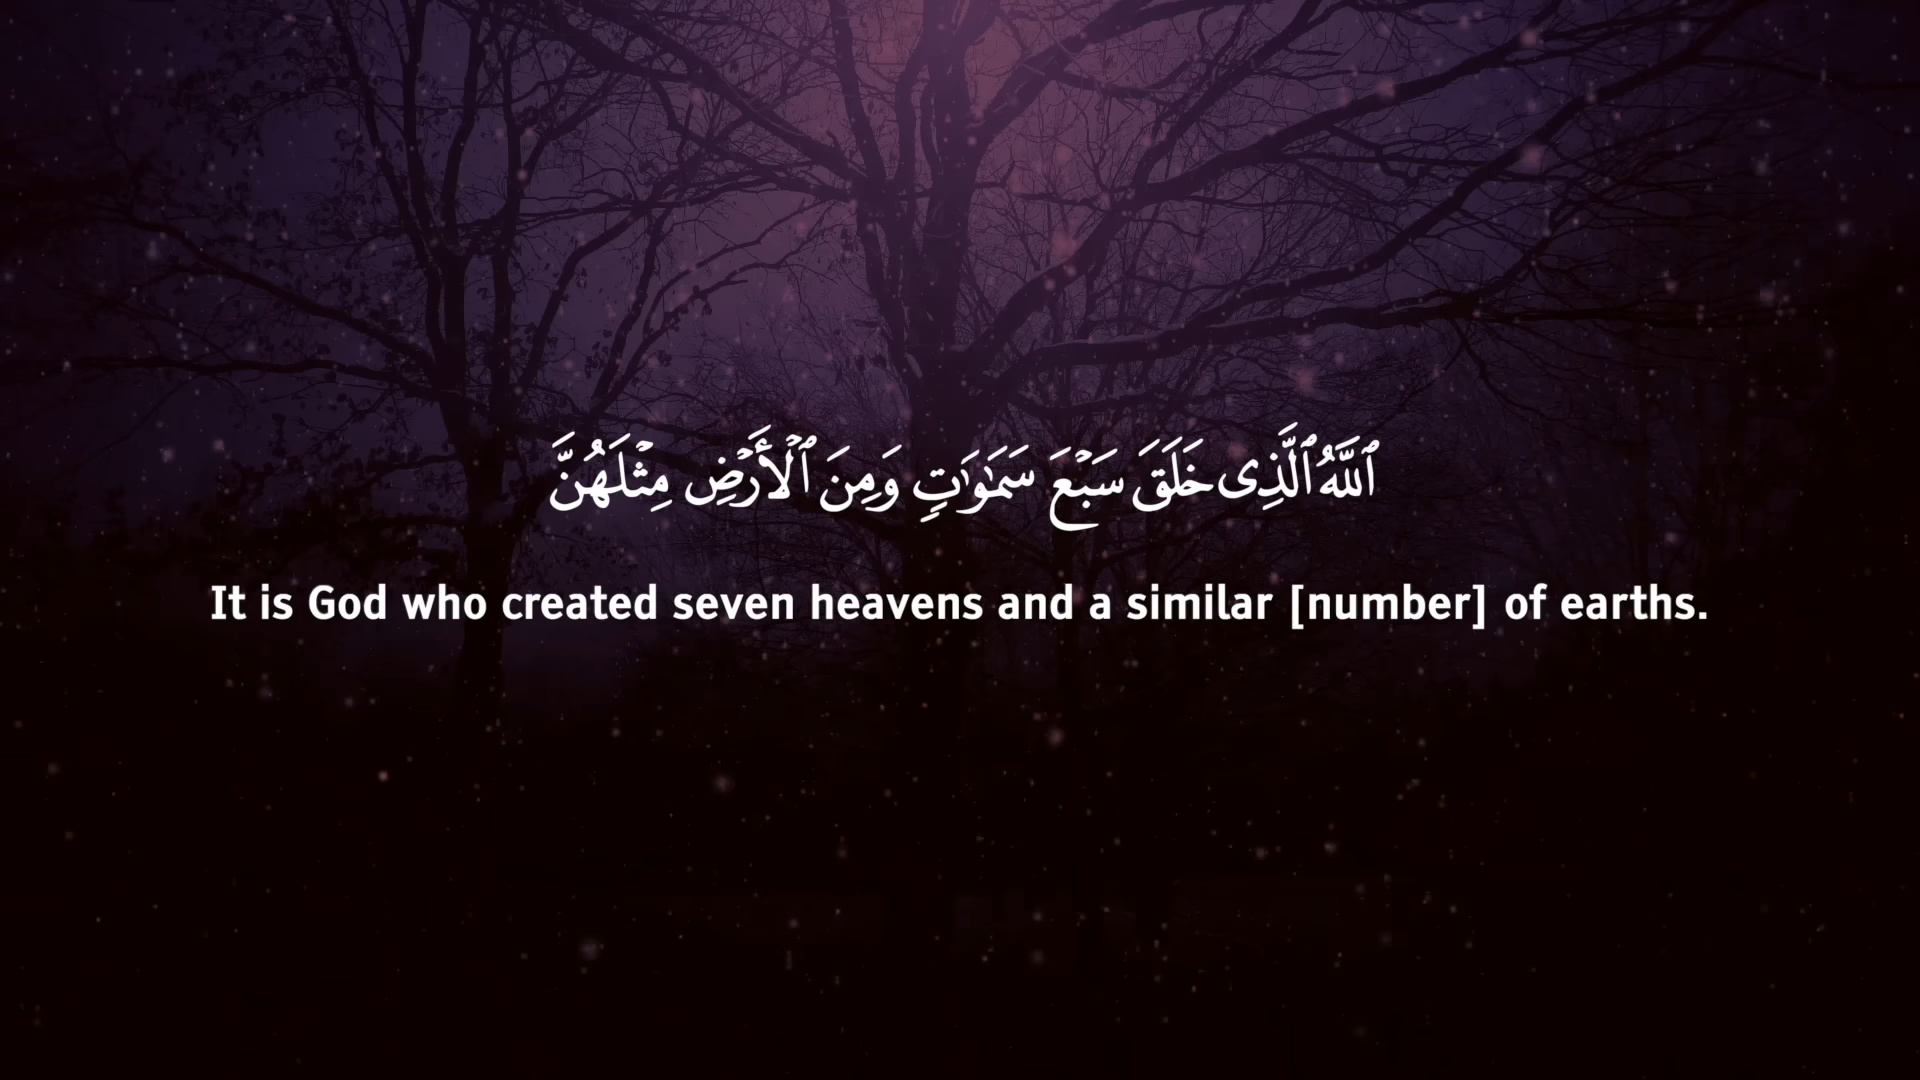 ٱللَّهُ ٱلَّذِى خَلَقَ سَبْعَ سَمَٰوَٰتٍ وَمِنَ ٱلْأَرْضِ مِثْلَهُنَّ
It is God who created seven heavens and a similar [number] of earths.